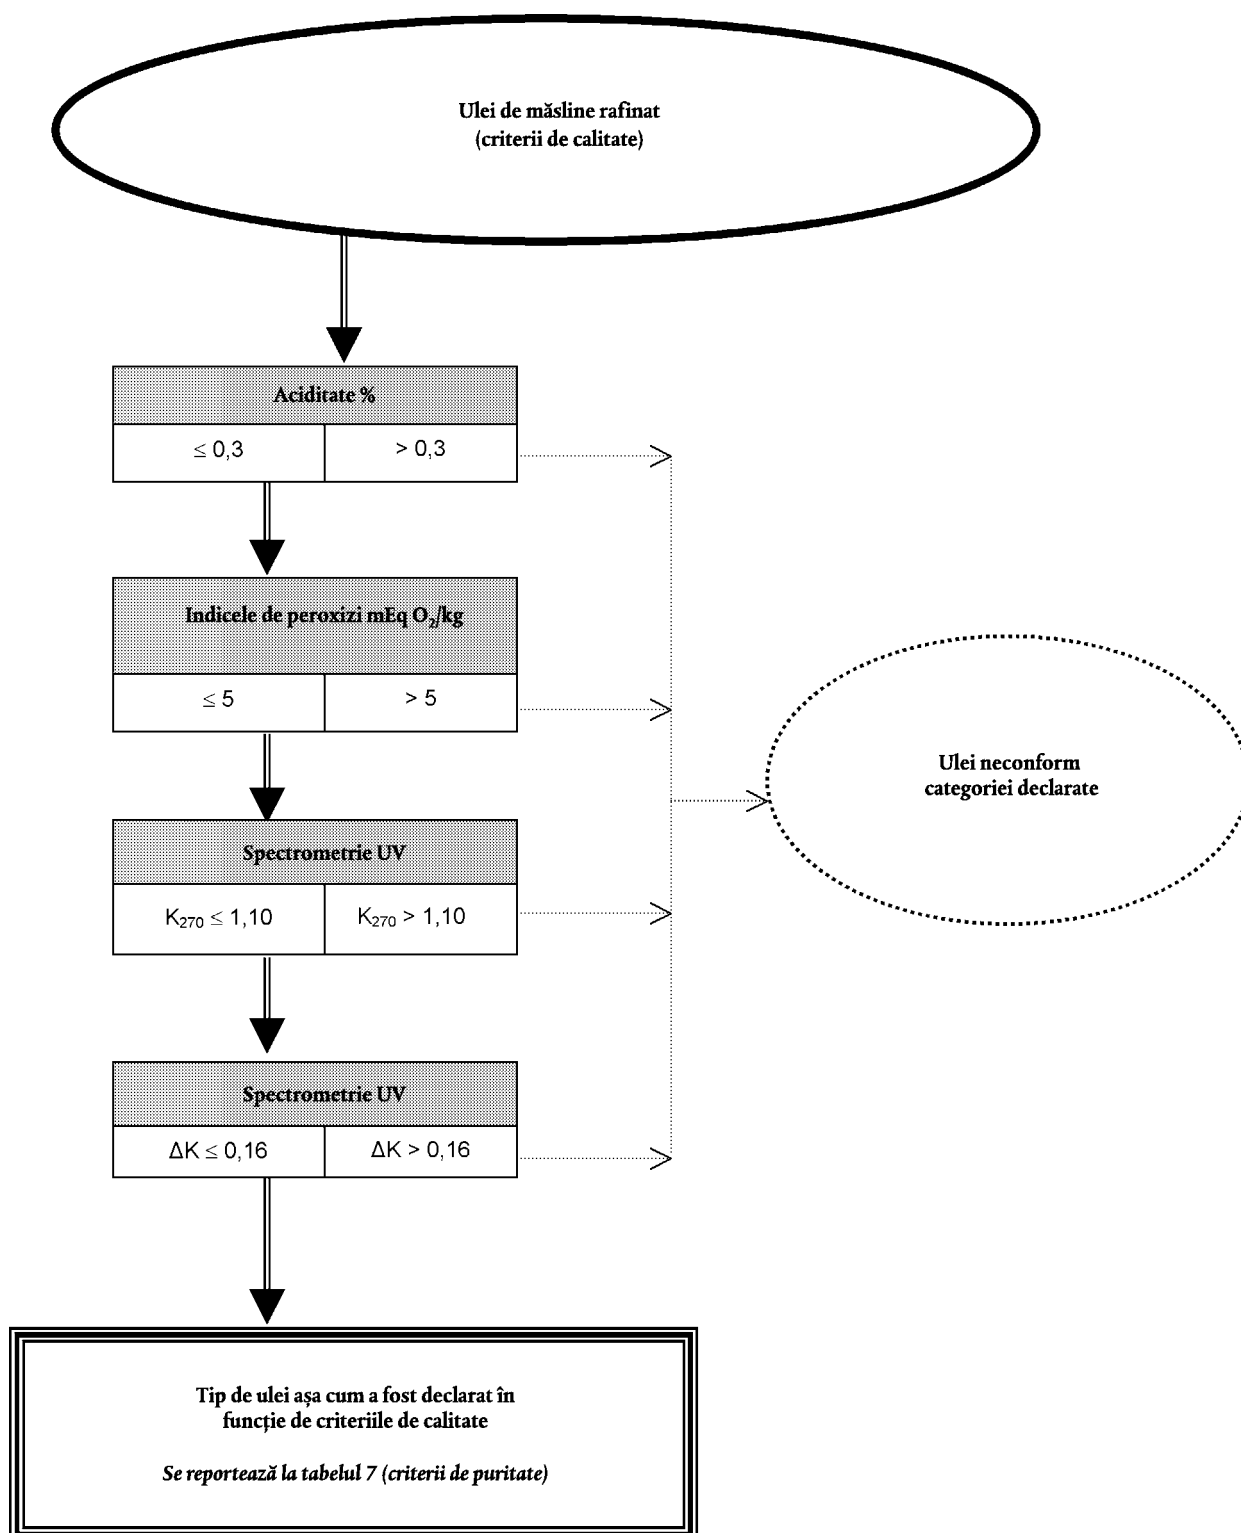 Ulei de măsline rafinat
(criterii de calitate)
Aciditate %
≤ 0,3
> 0,3
Indicele de peroxizi mEq O₂/kg
≤ 5
> 5
Ulei neconform
categoriei declarate
Spectrometrie UV
K₂₇₀ ≤ 1,10
K₂₇₀ > 1,10
Spectrometrie UV
ΔK ≤ 0,16
ΔK > 0,16
Tip de ulei așa cum a fost declarat în
funcție de criteriile de calitate
Se reportează la tabelul 7 (criterii de puritate)